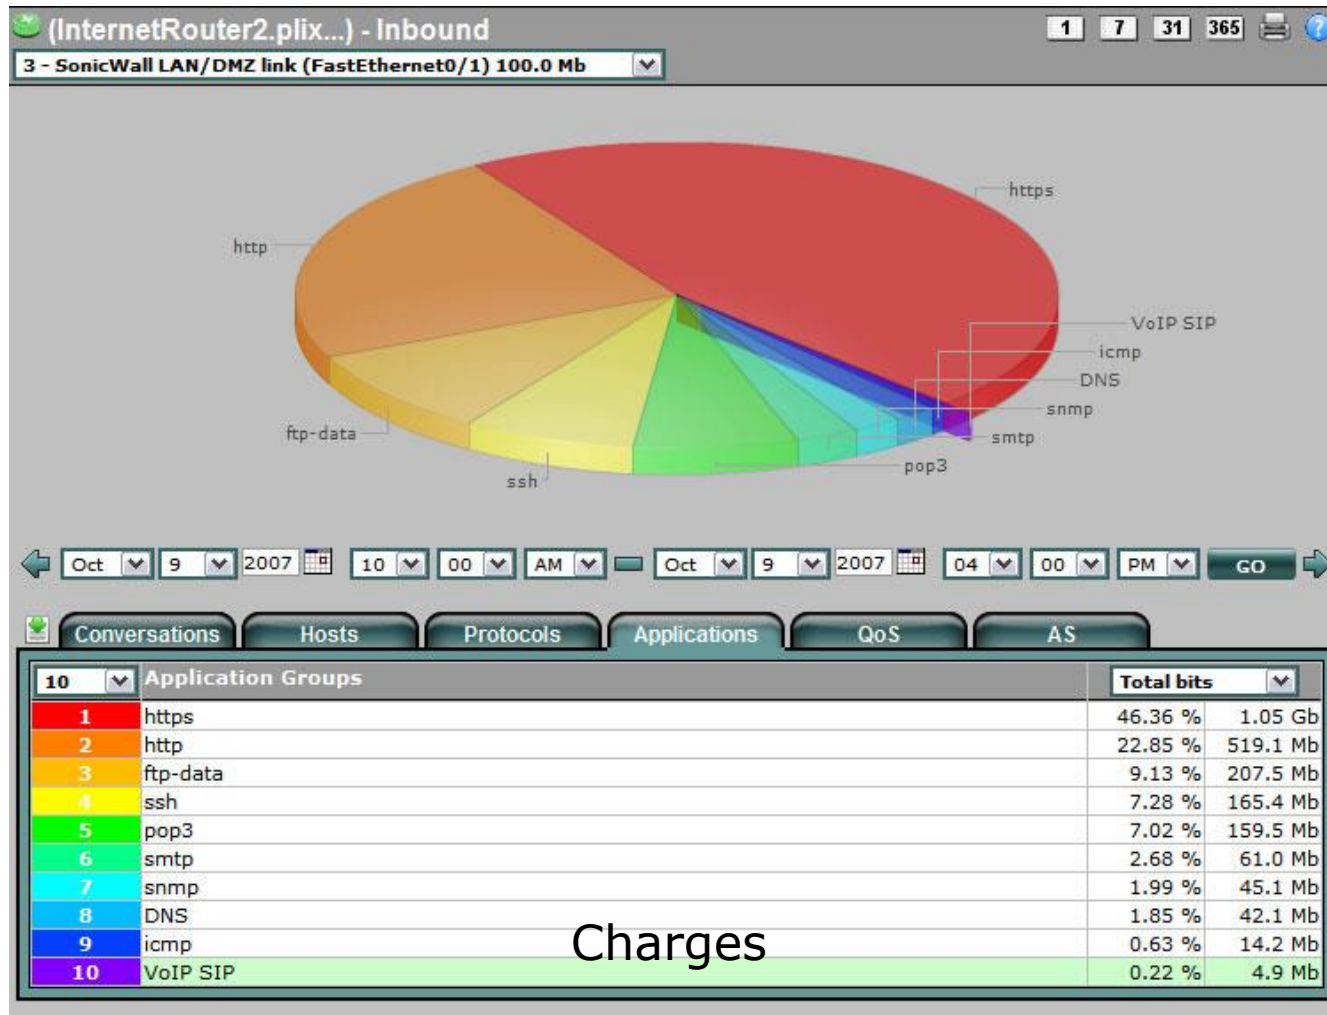 (InternetRouter2.plix...) - Inbound 1 7 31 365 ?
3 - SonicWall LAN/DMZ link (FastEthernet0/1) 100.0 Mb
https
http
VoIP SIP
icmp
DNS
snmp
ftp-data
smtp
pop3
ssh
Oct 9 2007 10 00 AM Oct 9 2007 04 00 PM GO
Conversations Hosts Protocols Applications QoS AS
10 Application Groups Total bits
1 https 46.36 % 1.05 Gb
2 http 22.85 % 519.1 Mb
3 ftp-data 9.13 % 207.5 Mb
4 ssh 7.28 % 165.4 Mb
5 pop3 7.02 % 159.5 Mb
6 smtp 2.68 % 61.0 Mb
7 snmp 1.99 % 45.1 Mb
8 DNS 1.85 % 42.1 Mb
9 icmp 0.63 % 14.2 Mb
Charges
10 VoIP SIP 0.22 % 4.9 Mb